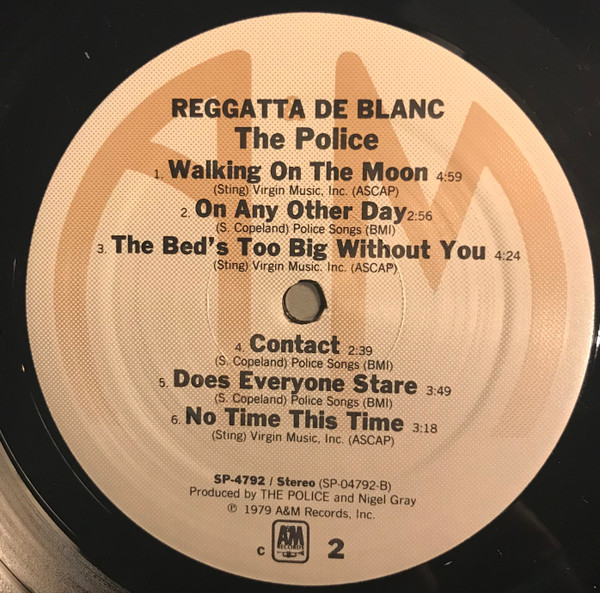 REGGATTA DE BLANC
The Police
1. Walking On The Moon 4:59
(Sting) Virgin Music, Inc. (ASCAP)
2. On Any Other Day 2:56
(S. Copeland) Police Songs (BMI)
3. The Bed's Too Big Without You 4:24
(Sting) Virgin Music. Inc. (ASCAP)
4. Contact 2:39
(S. Copeland) Police Songs (BMI)
5. Does Everyone Stare 3:49
(S. Copeland) Police Songs (BMI)
6. No Time This Time 3:18
(Sting) Virgin Music, Inc. (ASCAP)
SP-4792 / Stereo (SP-04792-B)
Produced by THE POLICE and Nigel Gray
℗ 1979 A&M Records, Inc.
C A&M RECORDS 2